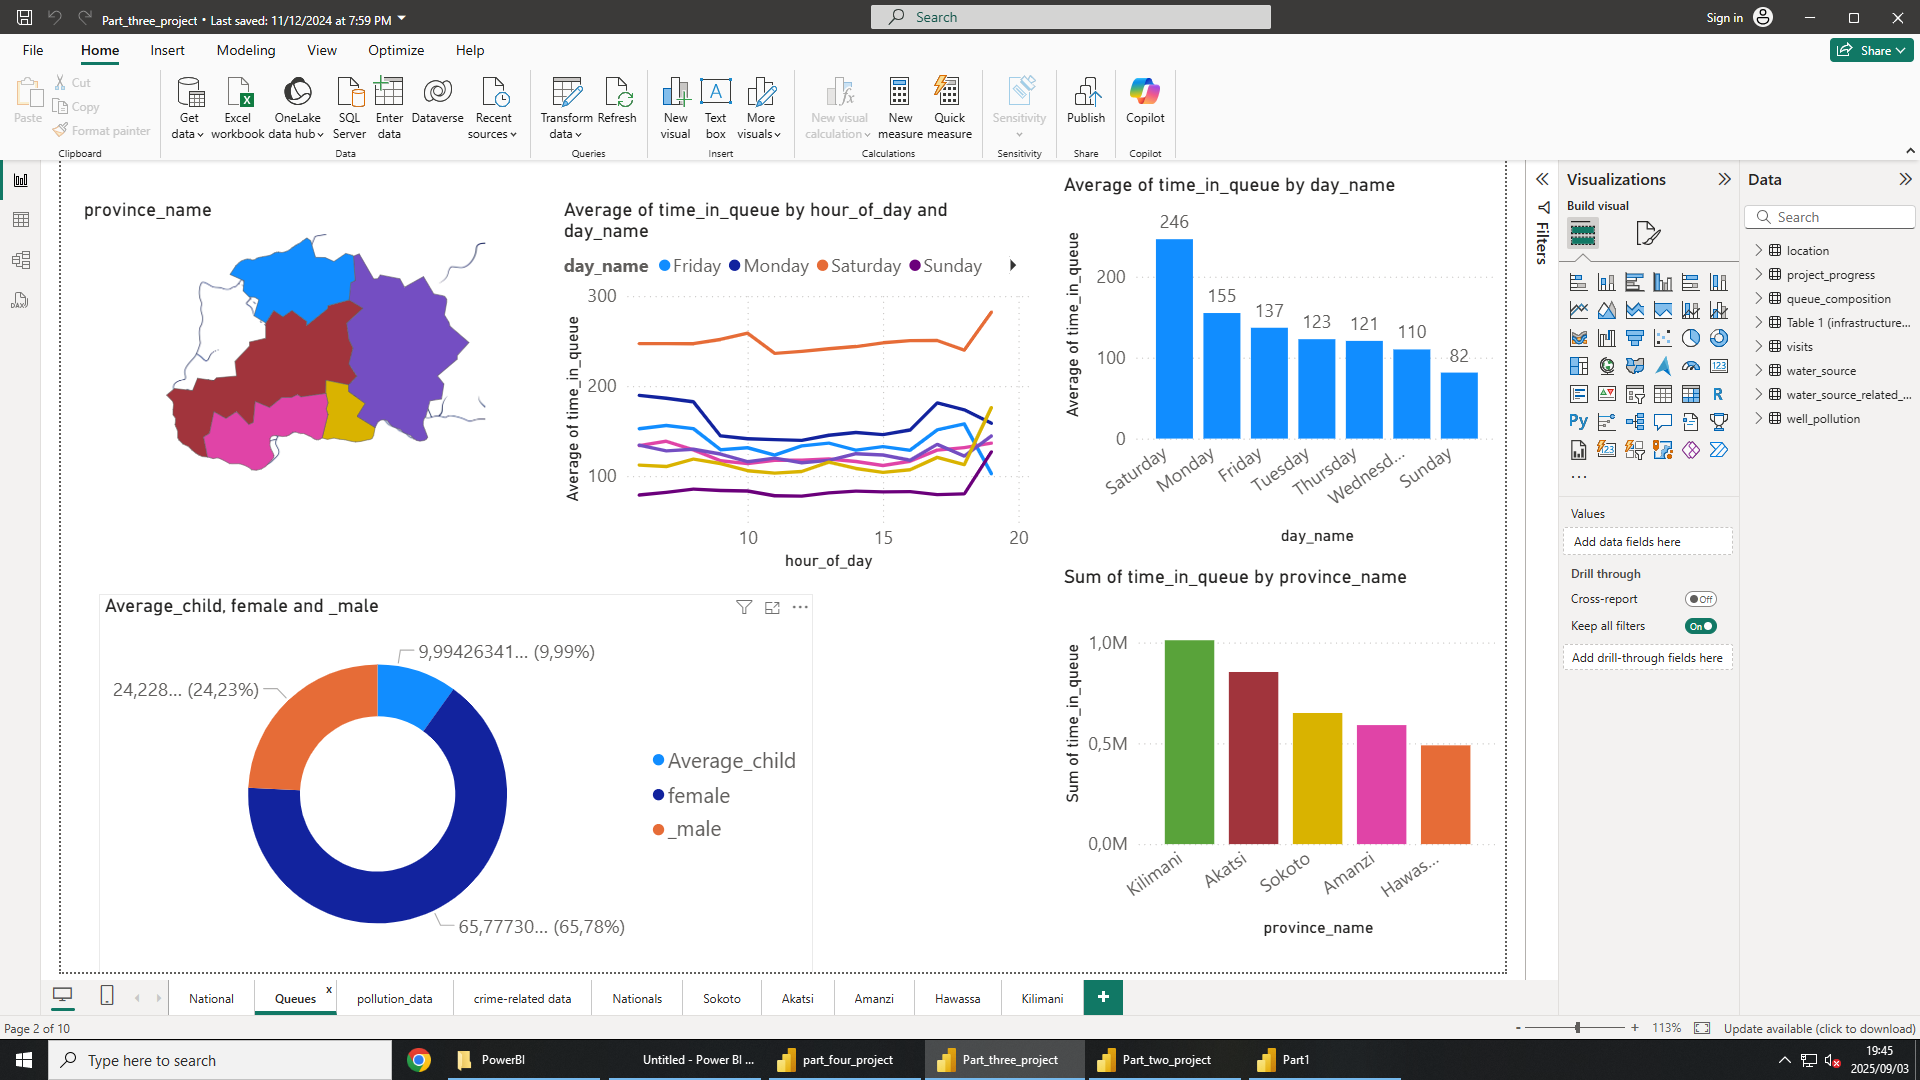 Part_three_project • Last saved: 11/12/2024 at 7:59 PM
Search
Sign in
File
Home
Insert
Modeling
View
Optimize
Help
Share
Paste
Cut
Copy
Format painter
Clipboard
Get data
Excel workbook
OneLake data hub
SQL Server
Enter data
Dataverse
Recent sources
Data
Transform data
Refresh
Queries
New visual
Text box
More visuals
Insert
New visual calculation
New measure
Quick measure
Calculations
Sensitivity
Sensitivity
Publish
Share
Copilot
Copilot
province_name
Average of time_in_queue by hour_of_day and
day_name
day_name Friday Monday Saturday Sunday
300
200
100
Average of time_in_queue
10 15 20
hour_of_day
Average of time_in_queue by day_name
Average of time_in_queue
200
100
0
246
155
137
123
121
110
82
Saturday
Monday
Friday
Tuesday
Thursday
Wednesd...
Sunday
day_name
Average_child, female and _male
9,99426341... (9,99%)
24,228... (24,23%)
65,77730... (65,78%)
Average_child
female
_male
Sum of time_in_queue by province_name
Sum of time_in_queue
1,0M
0,5M
0,0M
Kilimani
Akatsi
Sokoto
Amanzi
Hawas...
province_name
Filters
Visualizations
Build visual
R
Py
123
...
Values
Add data fields here
Drill through
Cross-report
Off
Keep all filters
On
Add drill-through fields here
Data
Search
location
project_progress
queue_composition
Table 1 (infrastructure...
visits
water_source
water_source_related_...
well_pollution
National
Queues
x
pollution_data
crime-related data
Nationals
Sokoto
Akatsi
Amanzi
Hawassa
Kilimani
+
Page 2 of 10
- + 113%
Update available (click to download)
Type here to search
PowerBI
Untitled - Power BI ...
part_four_project
Part_three_project
Part_two_project
Part1
19:45
2025/09/03